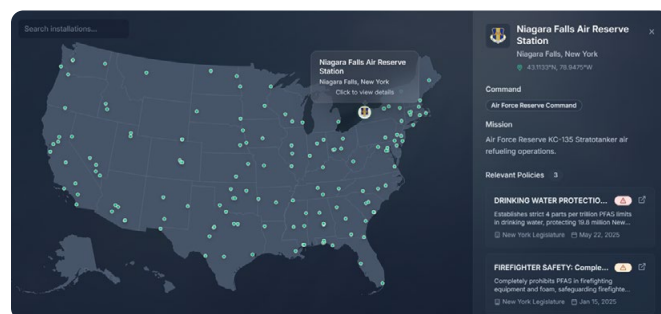 Search installations...
Niagara Falls Air Reserve
Station
Niagara Falls, New York
Click to view details
Niagara Falls Air Reserve
Station
Niagara Falls, New York
43.1133°N, 78.9475°W
Command
Air Force Reserve Command
Mission
Air Force Reserve KC-135 Stratotanker air
refueling operations.
Relevant Policies 3
DRINKING WATER PROTECTIO...
Establishes strict 4 parts per trillion PFAS limits
in drinking water, protecting 19.8 million New...
New York Legislature May 22, 2025
FIREFIGHTER SAFETY: Comple...
Completely prohibits PFAS in firefighting
equipment and foam, safeguarding firefighte...
New York Legislature Jan 15, 2025